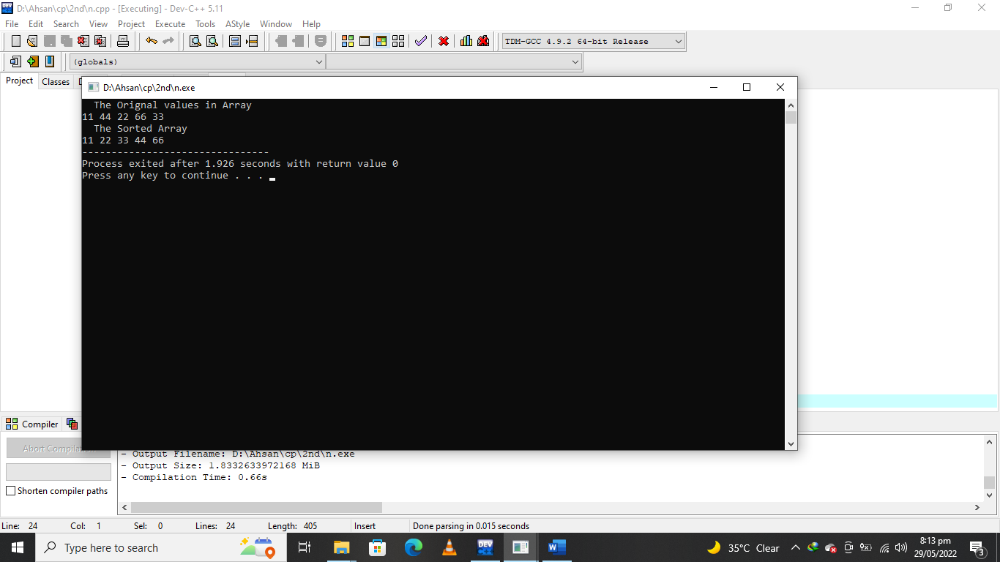 D:\Ahsan\cp\2nd\n.cpp - [Executing] - Dev-C++ 5.11
File Edit Search View Project Execute Tools AStyle Window Help
TDM-GCC 4.9.2 64-bit Release
(globals)
Project Classes
D:\Ahsan\cp\2nd\n.exe
The Orignal values in Array
11 44 22 66 33
The Sorted Array
11 22 33 44 66
--------------------------------
Process exited after 1.926 seconds with return value 0
Press any key to continue . . .
Compiler
Abort Compilation
- Output Filename: D:\Ahsan\cp\2nd\n.exe
- Output Size: 1.8332633972168 MiB
- Compilation Time: 0.66s
Shorten compiler paths
Line: 24 Col: 1 Sel: 0 Lines: 24 Length: 405 Insert Done parsing in 0.015 seconds
Type here to search
DEV
W
35°C Clear
8:13 pm
29/05/2022
3